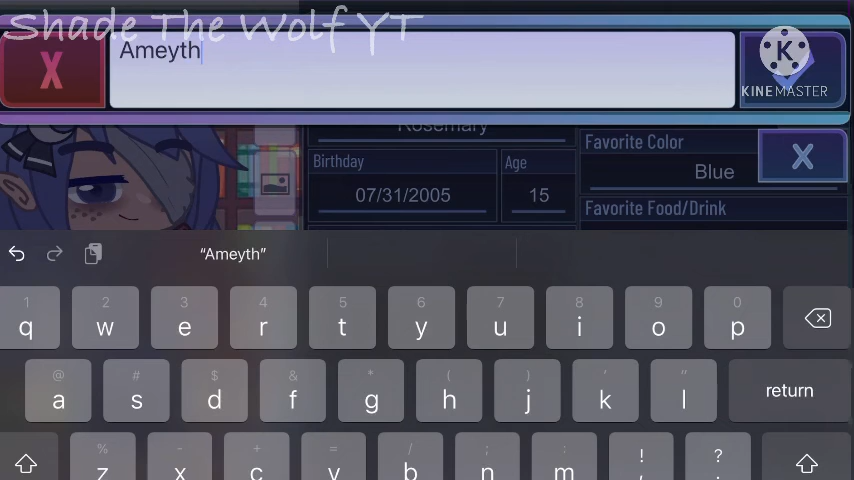 Shade The Wolf YT
X
Ameyth
K
KINEMASTER
Rosemary
Favorite Color
X
Birthday
Age
Blue
07/31/2005
15
Favorite Food/Drink
“Ameyth”
1 2 3 4 5 6 7 8 9 0
q w e r t y u i o p
@ # $ & * ( ) ' "
a s d f g h j k l return
% - + = / ; : ! ?
z x c v b n m , .